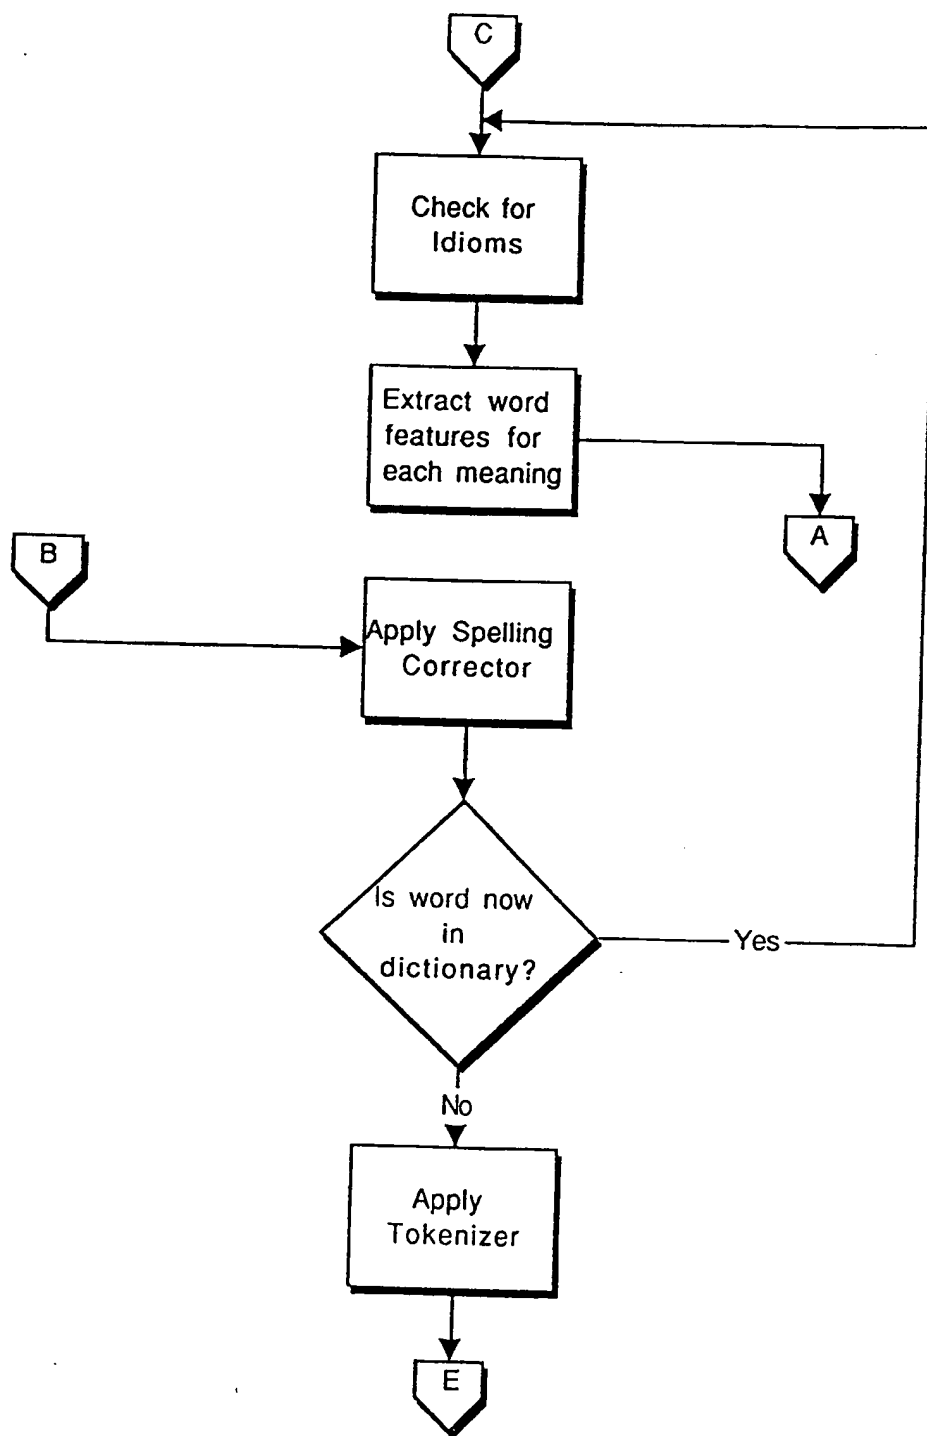 C
Check for
Idioms
Extract word
features for
each meaning
A
B
Apply Spelling
Corrector
Is word now
in
dictionary?
Yes
No
Apply
Tokenizer
E